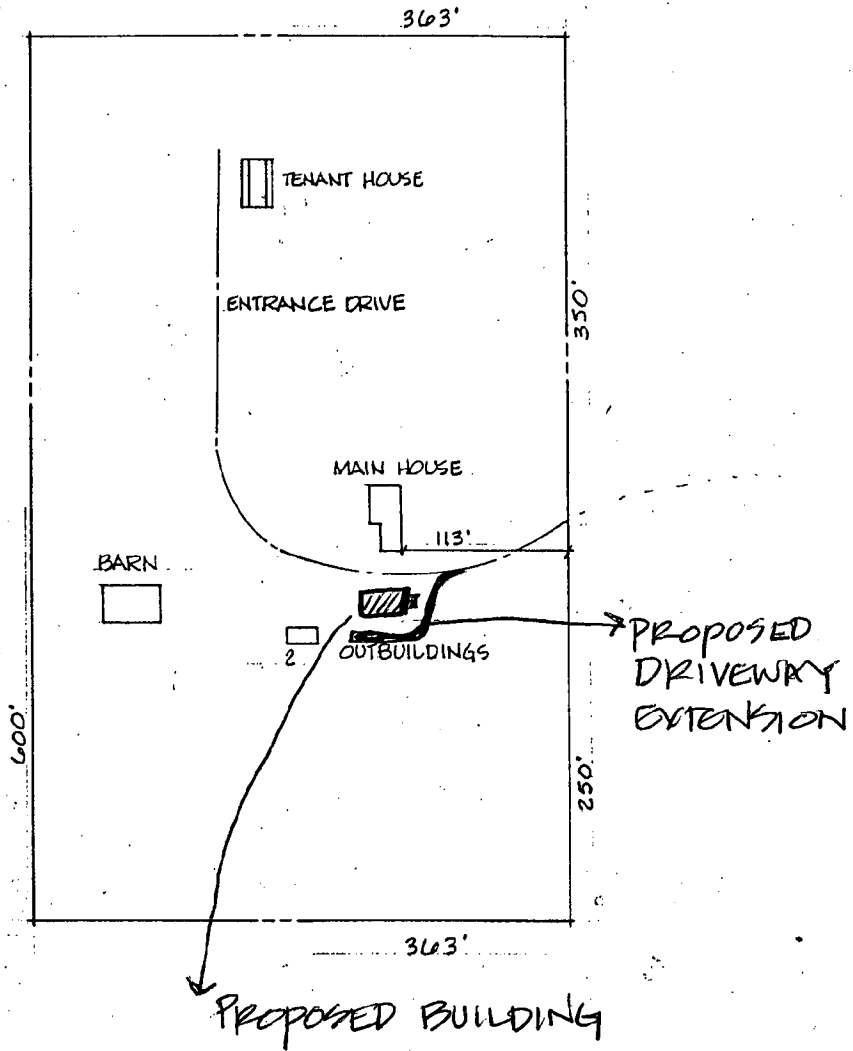 363'
TENANT HOUSE
ENTRANCE DRIVE
350'
MAIN HOUSE
113'
BARN
2
OUTBUILDINGS
PROPOSED
DRIVEWAY
EXTENSION
600'
250'
363'
PROPOSED BUILDING